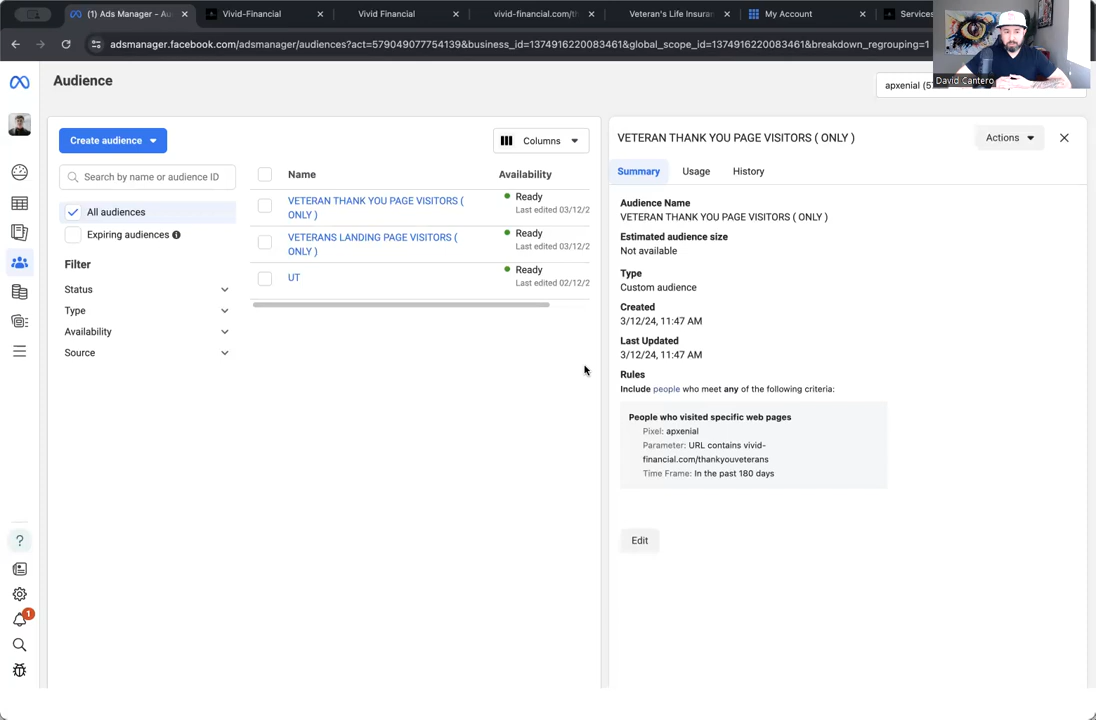 (1) Ads Manager - Au
Vivid-Financial
Vivid Financial
vivid-financial.com/th
Veteran's Life Insuran
My Account
Services
adsmanager.facebook.com/adsmanager/audiences?act=579049077754139&business_id=1374916220083461&global_scope_id=1374916220083461&breakdown_regrouping=1
David Cantero
Audience
apxenial (5
Create audience
Columns
Search by name or audience ID
All audiences
Expiring audiences
Filter
Status
Type
Availability
Source
Name
Availability
VETERAN THANK YOU PAGE VISITORS (
ONLY )
Ready
Last edited 03/12/2
VETERANS LANDING PAGE VISITORS (
ONLY )
Ready
Last edited 03/12/2
UT
Ready
Last edited 02/12/2
VETERAN THANK YOU PAGE VISITORS ( ONLY )
Actions
Summary
Usage
History
Audience Name
VETERAN THANK YOU PAGE VISITORS ( ONLY )
Estimated audience size
Not available
Type
Custom audience
Created
3/12/24, 11:47 AM
Last Updated
3/12/24, 11:47 AM
Rules
Include people who meet any of the following criteria:
People who visited specific web pages
Pixel: apxenial
Parameter: URL contains vivid-
financial.com/thankyouveterans
Time Frame: In the past 180 days
Edit
?
1